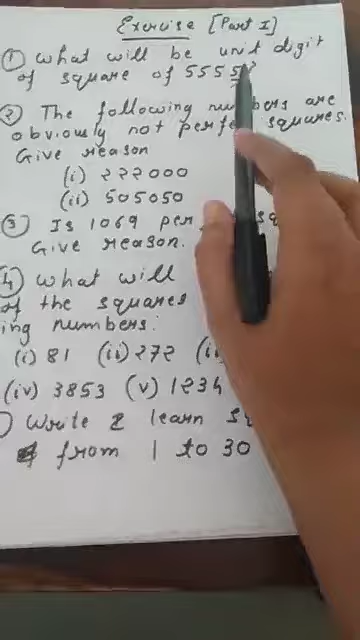 Exercise [Part I]
① What will be unit digit
of square of 5555?
② The following numbers are
obviously not perfect squares.
Give reason
(i) 222000
(ii) 505050
③ Is 1069
Give reason.
④ What will
of the squares
ing numbers:
(i) 81 (ii) 272
(iv) 3853 (v) 1234
Write & learn
from 1 to 30